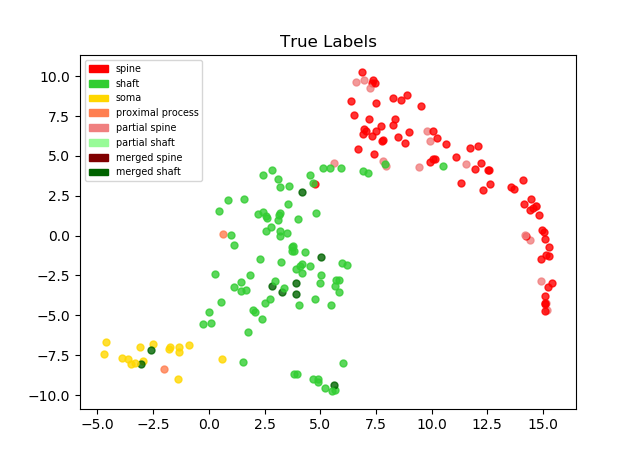 True Labels
10.0
7.5
5.0
2.5
0.0
−2.5
−5.0
−7.5
−10.0
spine
shaft
soma
proximal process
partial spine
partial shaft
merged spine
merged shaft
−5.0 −2.5 0.0 2.5 5.0 7.5 10.0 12.5 15.0